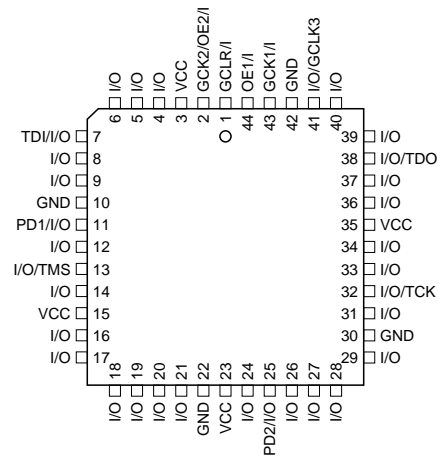 I/O
I/O
I/O
VCC
GCK2/OE2/I
GCLR/I
OE1/I
GCK1/I
GND
I/O/GCLK3
I/O
6
5
4
3
2
1
44
43
42
41
40
TDI/I/O 7
I/O 8
I/O 9
GND 10
PD1/I/O 11
I/O 12
I/O/TMS 13
I/O 14
VCC 15
I/O 16
I/O 17
39 I/O
38 I/O/TDO
37 I/O
36 I/O
35 VCC
34 I/O
33 I/O
32 I/O/TCK
31 I/O
30 GND
29 I/O
18
19
20
21
22
23
24
25
26
27
28
I/O
I/O
I/O
I/O
GND
VCC
I/O
PD2/I/O
I/O
I/O
I/O